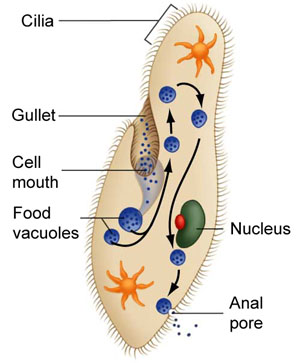 Cilia
Gullet
Cell
mouth
Food
vacuoles
Nucleus
Anal
pore